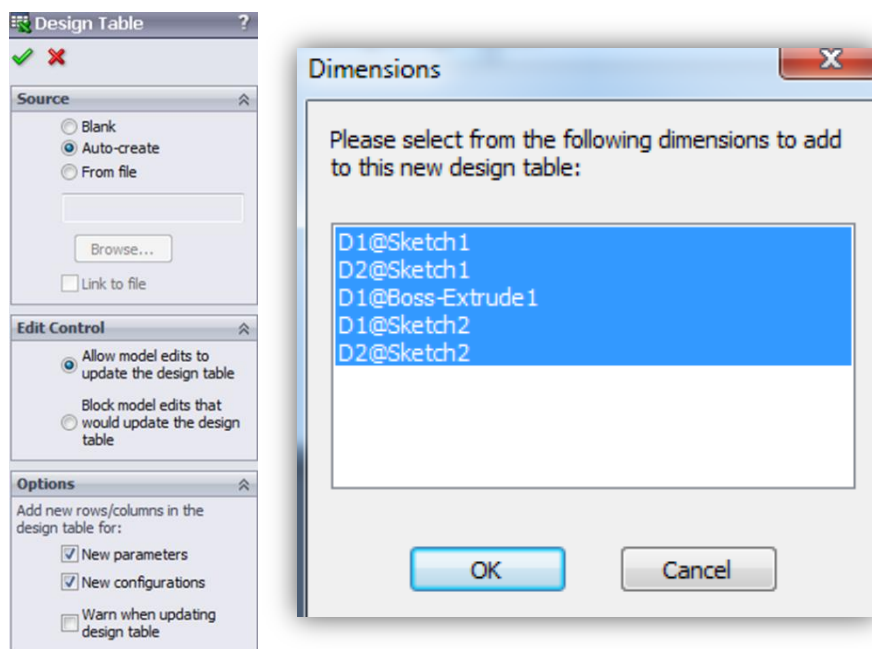 Design Table
?
Source
Blank
Auto-create
From file
Browse...
Link to file
Edit Control
Allow model edits to
update the design table
Block model edits that
would update the design
table
Options
Add new rows/columns in the
design table for:
New parameters
New configurations
Warn when updating
design table
Dimensions
Please select from the following dimensions to add
to this new design table:
D1@Sketch1
D2@Sketch1
D1@Boss-Extrude1
D1@Sketch2
D2@Sketch2
OK
Cancel